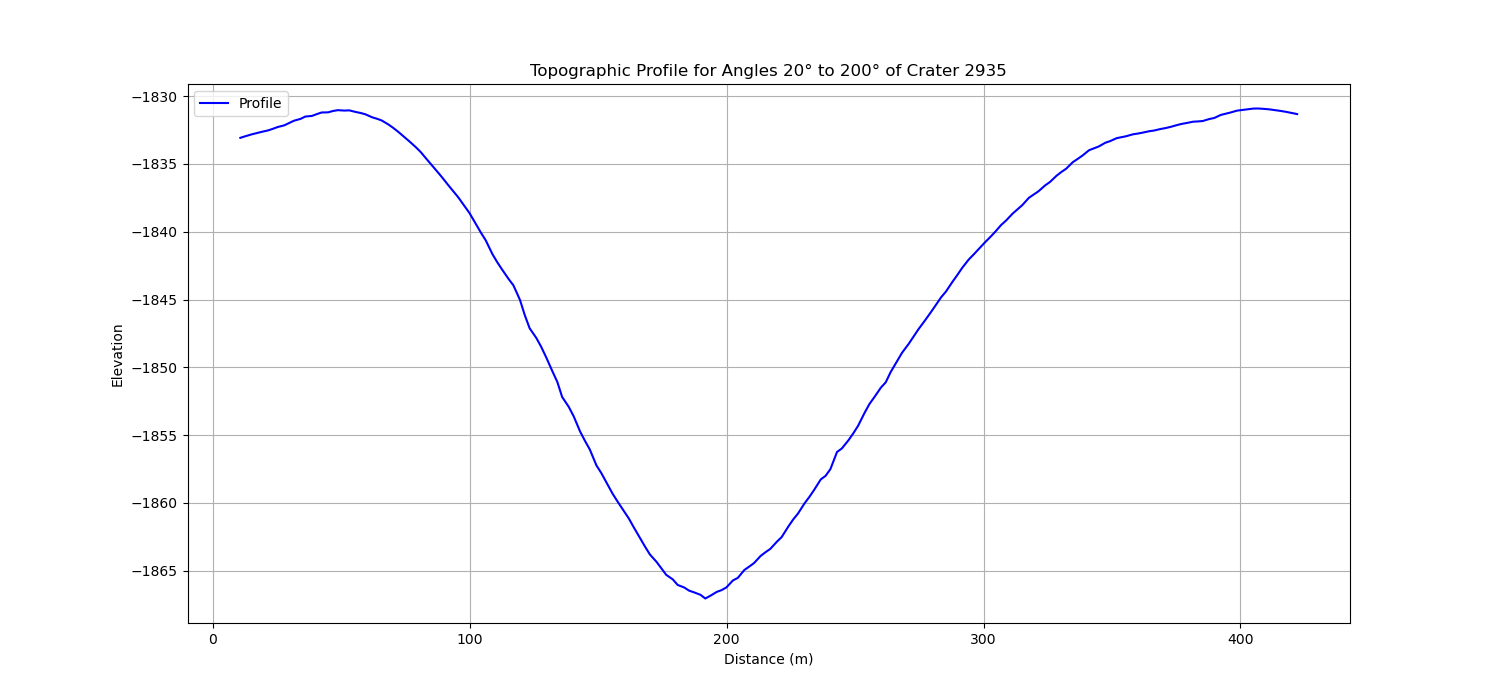 Topographic Profile for Angles 20° to 200° of Crater 2935
Profile
−1830
−1835
−1840
−1845
−1850
−1855
−1860
−1865
Elevation
0 100 200 300 400
Distance (m)